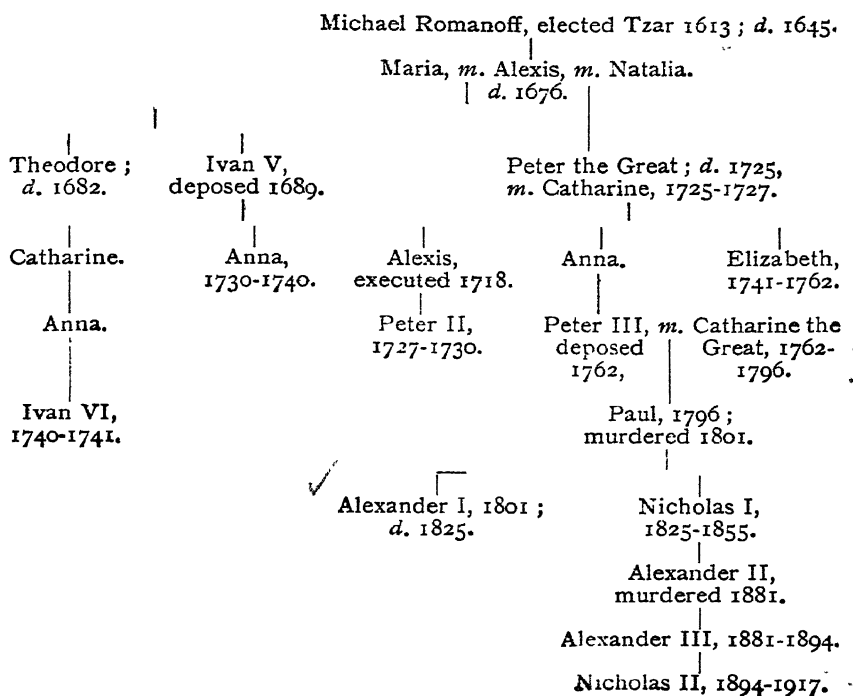 Michael Romanoff, elected Tzar 1613 ; d. 1645.
Maria, m. Alexis, m. Natalia.
d. 1676.
Theodore ; Ivan V, Peter the Great ; d. 1725,
d. 1682. deposed 1689. m. Catharine, 1725-1727.
Catharine. Anna, Alexis, Anna. Elizabeth,
1730-1740. executed 1718. 1741-1762.
Anna. Peter II, Peter III, m. Catharine the
1727-1730. deposed Great, 1762-
1762, 1796.
Ivan VI, Paul, 1796 ;
1740-1741. murdered 1801.
Alexander I, 1801 ; Nicholas I,
d. 1825. 1825-1855.
Alexander II,
murdered 1881.
Alexander III, 1881-1894.
Nicholas II, 1894-1917.